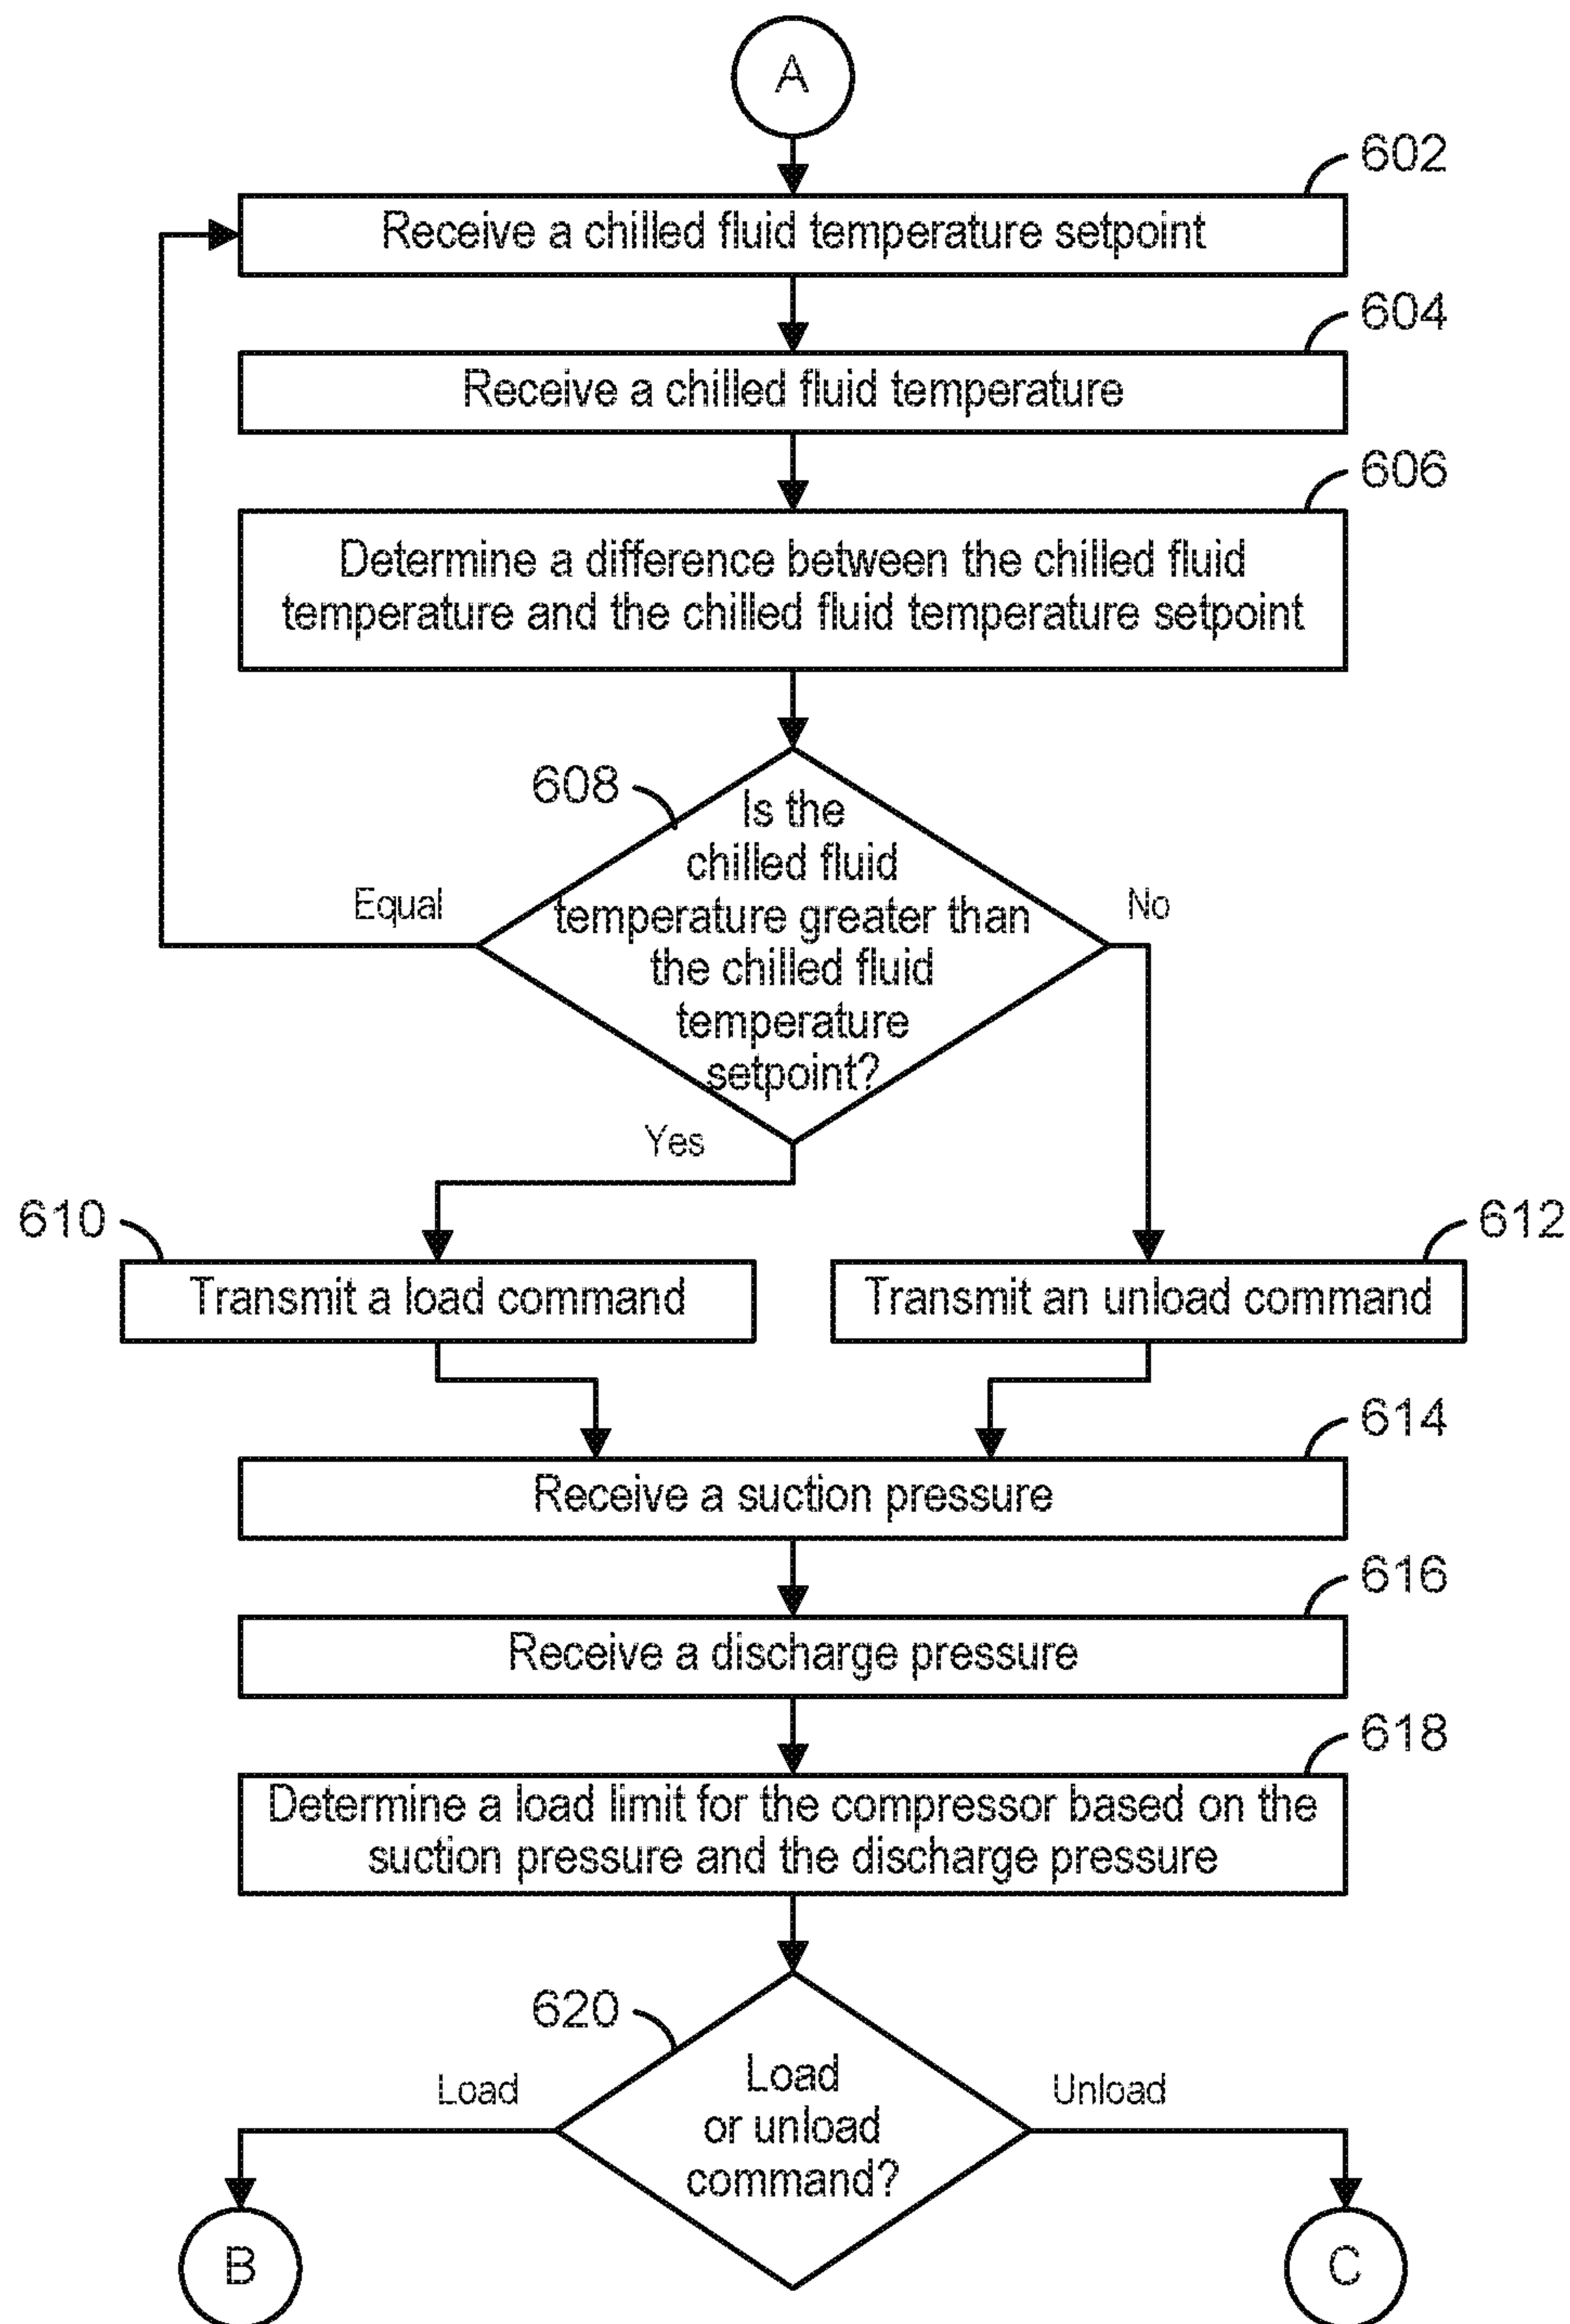 A
602
Receive a chilled fluid temperature setpoint
604
Receive a chilled fluid temperature
606
Determine a difference between the chilled fluid
temperature and the chilled fluid temperature setpoint
608
Is the
chilled fluid
temperature greater than
the chilled fluid
temperature
setpoint?
Equal
No
Yes
610
Transmit a load command
612
Transmit an unload command
614
Receive a suction pressure
616
Receive a discharge pressure
618
Determine a load limit for the compressor based on the
suction pressure and the discharge pressure
620
Load
or unload
command?
Load
Unload
B
C